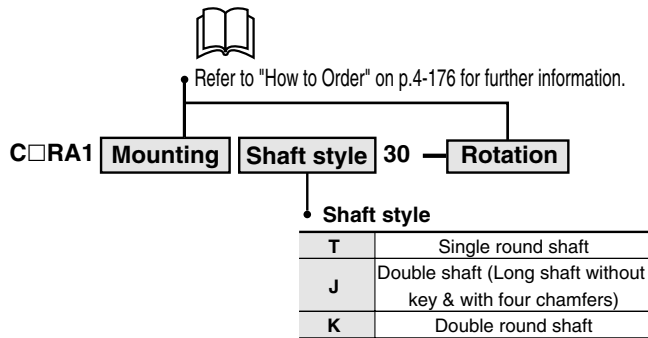 Refer to "How to Order" on p.4-176 for further information.
C□RA1 Mounting Shaft style 30 — Rotation
Shaft style
T Single round shaft
J Double shaft (Long shaft without
key & with four chamfers)
K Double round shaft